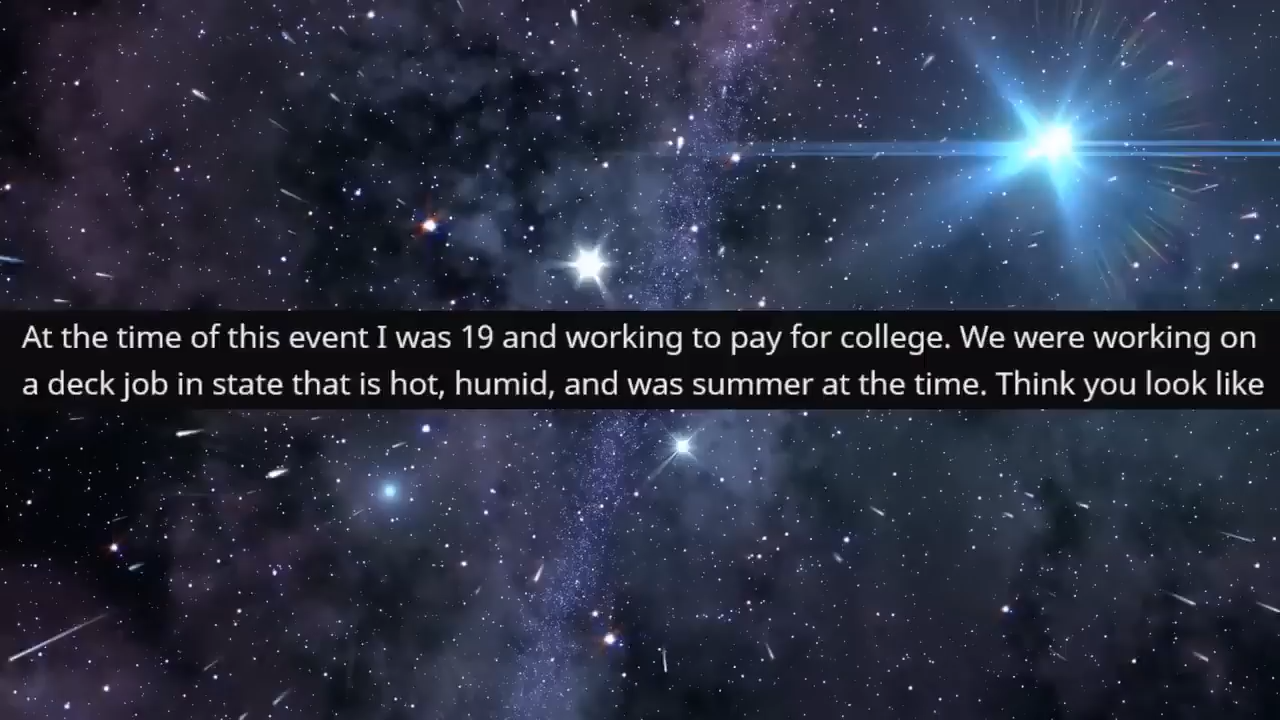 At the time of this event I was 19 and working to pay for college. We were working on
a deck job in state that is hot, humid, and was summer at the time. Think you look like